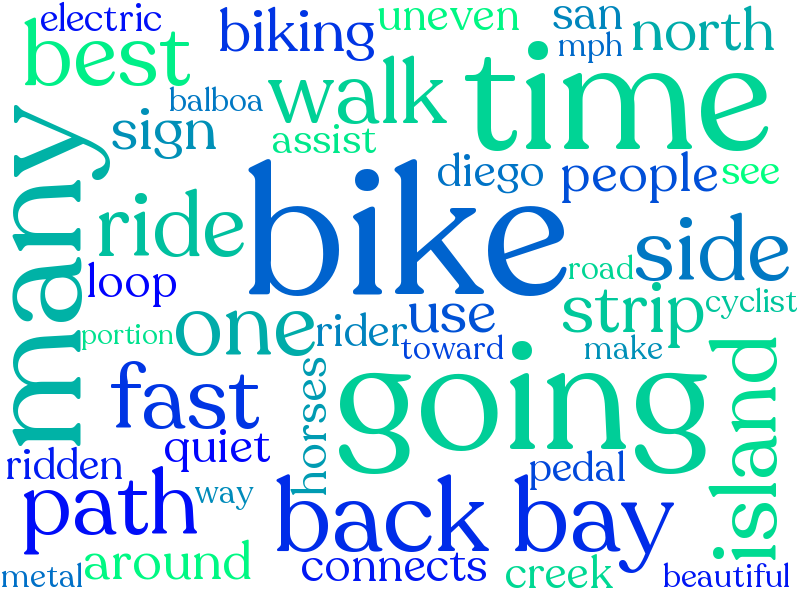 electric
biking
uneven
san
mph
north
best
balboa
walk
time
sign
assist
diego
people
see
many
ride
bike
side
loop
road
strip
cyclist
portion
one
rider
use
toward
make
fast
horses
going
island
quiet
ridden
path
way
back
bay
pedal
metal
around
connects
creek
beautiful